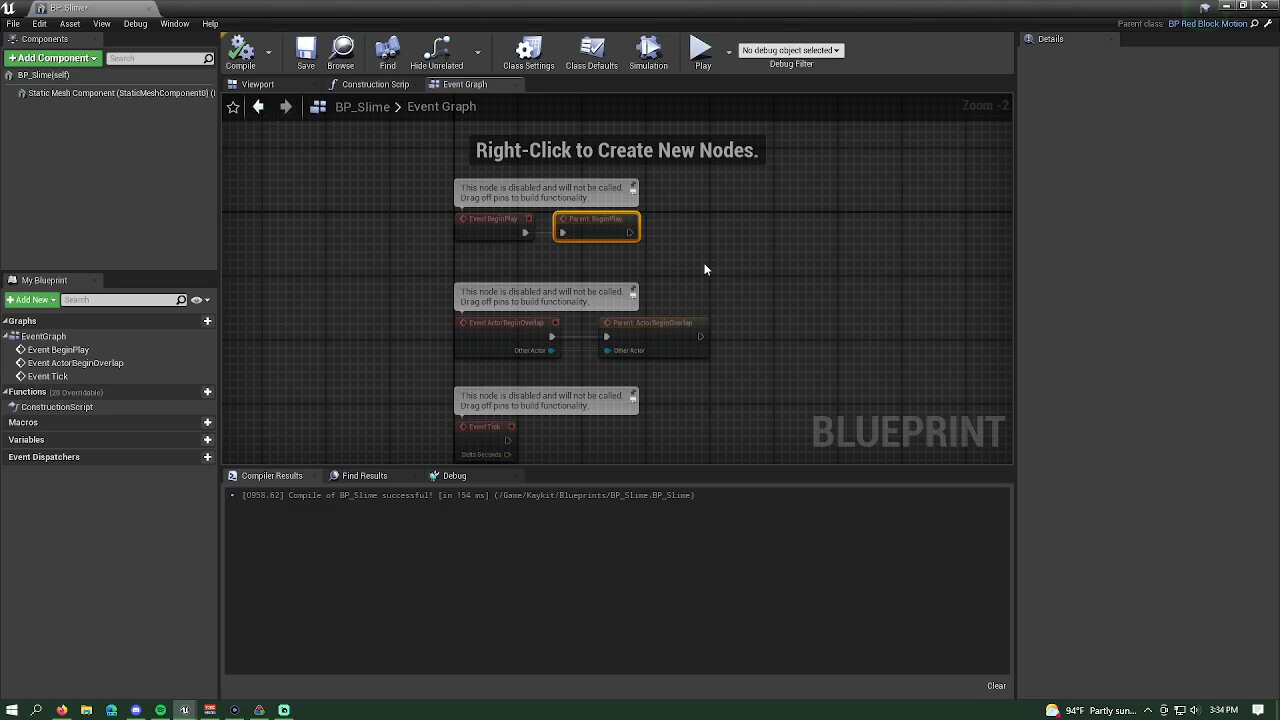 BP_Slime*
File Edit Asset View Debug Window Help
Parent class: BP Red Block Motion
Components
+Add Component
Search
BP_Slime(self)
Static Mesh Component (StaticMeshComponent0) (
Compile
Save
Browse
Find
Hide Unrelated
Class Settings
Class Defaults
Simulation
Play
No debug object selected
Debug Filter
Details
Viewport
Construction Scrip
Event Graph
BP_Slime > Event Graph
Zoom -2
Right-Click to Create New Nodes.
This node is disabled and will not be called.
Drag off pins to build functionality.
Event BeginPlay
Parent: BeginPlay
This node is disabled and will not be called.
Drag off pins to build functionality.
Event ActorBeginOverlap
Parent: ActorBeginOverlap
Other Actor
Other Actor
This node is disabled and will not be called.
Drag off pins to build functionality.
Event Tick
Delta Seconds
BLUEPRINT
My Blueprint
+Add New
Search
Graphs
EventGraph
Event BeginPlay
Event ActorBeginOverlap
Event Tick
Functions (20 Overridable)
ConstructionScript
Macros
Variables
Event Dispatchers
Compiler Results
Find Results
Debug
[0958.62] Compile of BP_Slime successful! [in 154 ms] (/Game/Kaykit/Blueprints/BP_Slime.BP_Slime)
Clear
94°F Partly sun...
3:34 PM